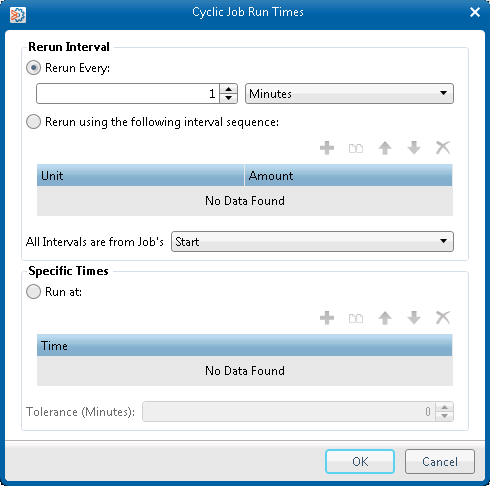 Cyclic Job Run Times
Rerun Interval
Rerun Every:
1 Minutes
Rerun using the following interval sequence:
Unit Amount
No Data Found
All Intervals are from Job's Start
Specific Times
Run at:
Time
No Data Found
Tolerance (Minutes): 0
OK Cancel